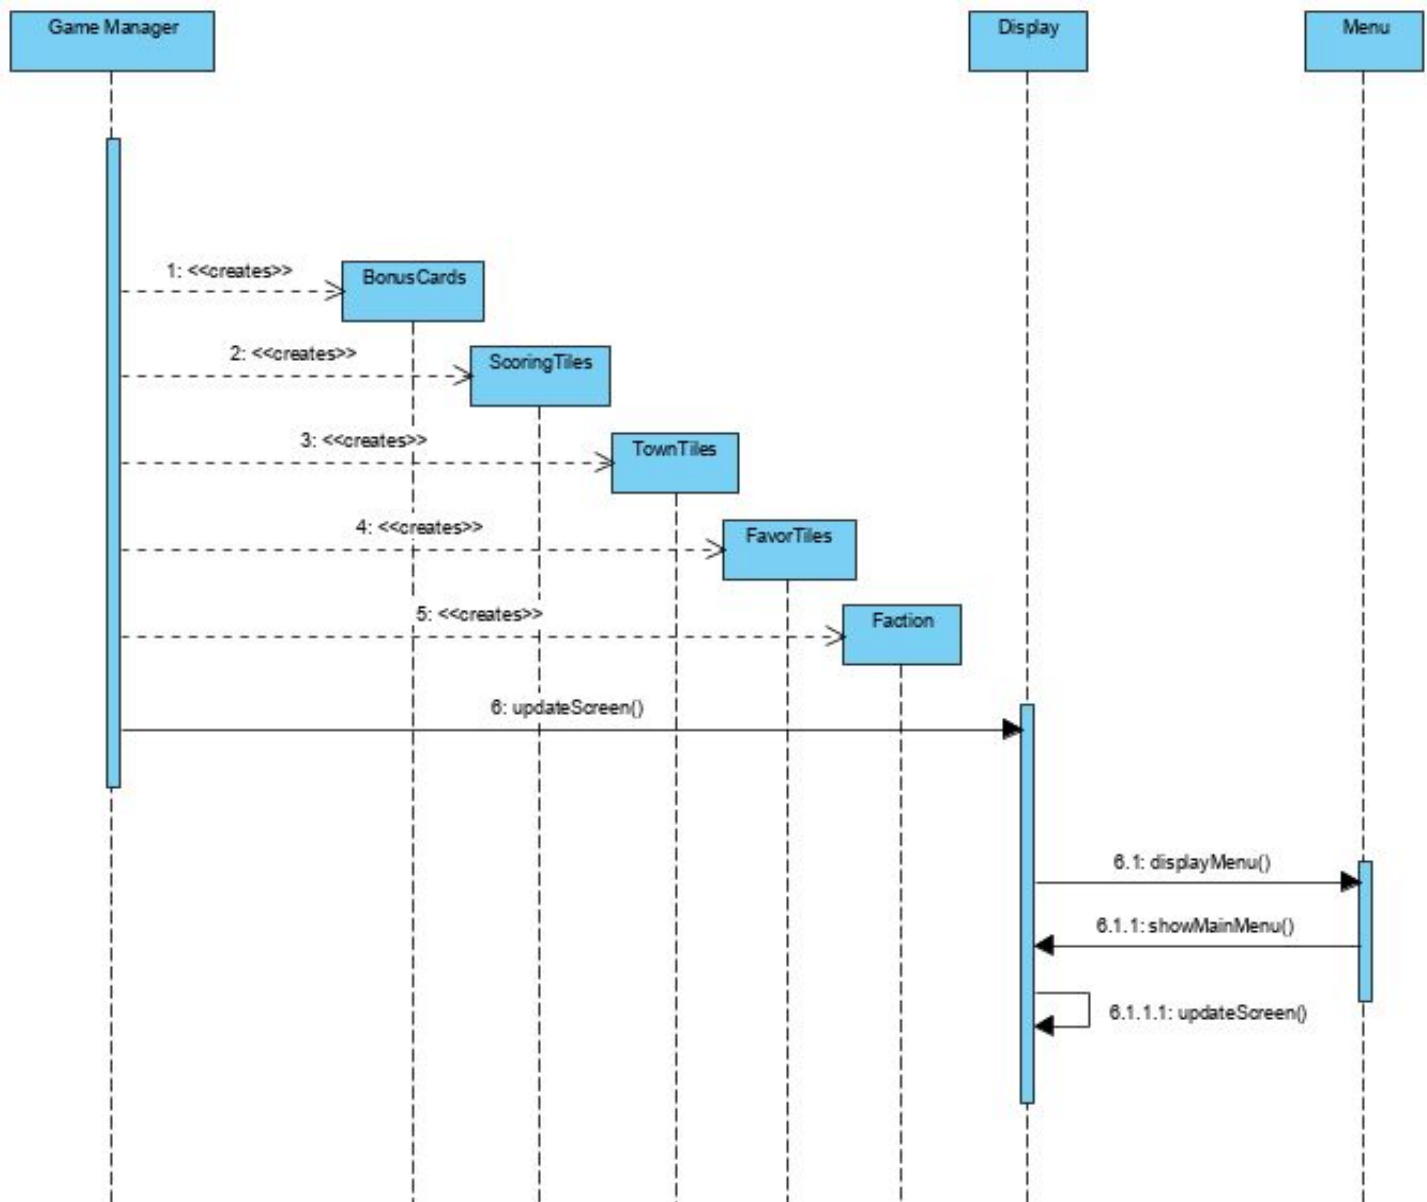 Game Manager
Display
Menu
1: <<creates>>
BonusCards
2: <<creates>>
ScoringTiles
3: <<creates>>
TownTiles
4: <<creates>>
FavorTiles
5: <<creates>>
Faction
6: updateScreen()
6.1: displayMenu()
6.1.1: showMainMenu()
6.1.1.1: updateScreen()